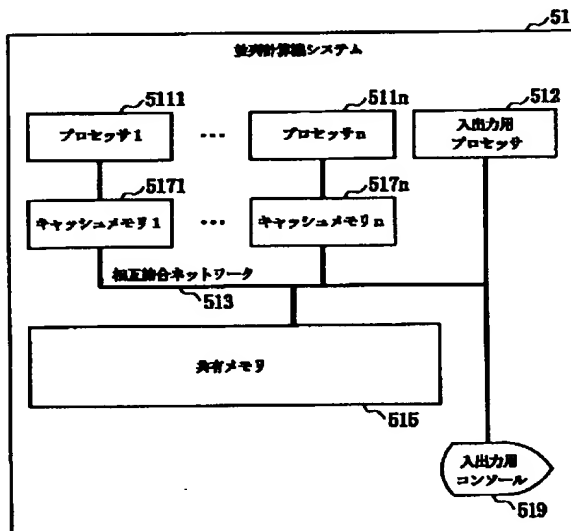 51
並列計算機システム
5111
511n
512
プロセッサ1
…
プロセッサn
入出力用
プロセッサ
5171
517n
キャッシュメモリ1
…
キャッシュメモリn
相互結合ネットワーク
513
共有メモリ
515
入出力用
コンソール
519